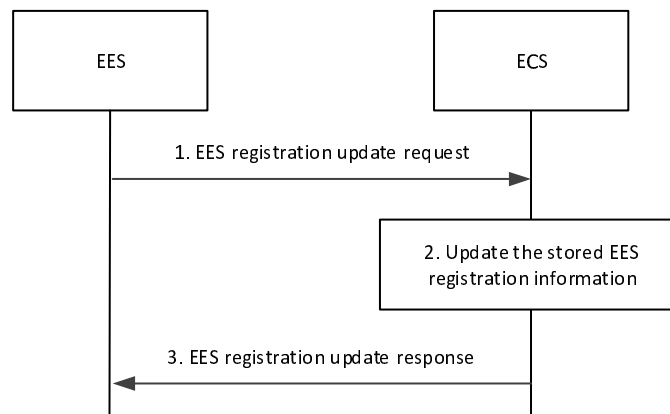 EES
ECS
1. EES registration update request
2. Update the stored EES
registration information
3. EES registration update response